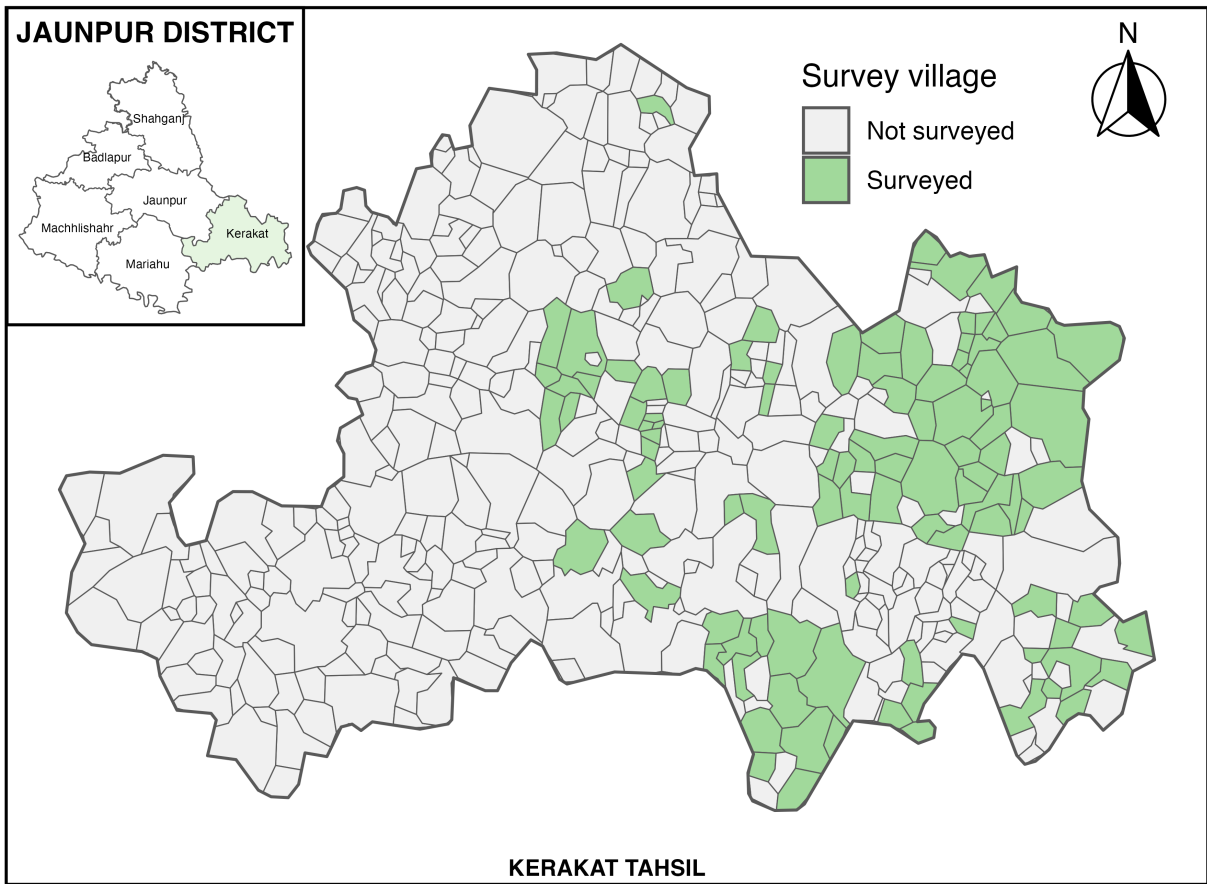 JAUNPUR DISTRICT
Shahganj
Badlapur
Jaunpur
Machhlishahr
Kerakat
Mariahu
N
Survey village
Not surveyed
Surveyed
KERAKAT TAHSIL